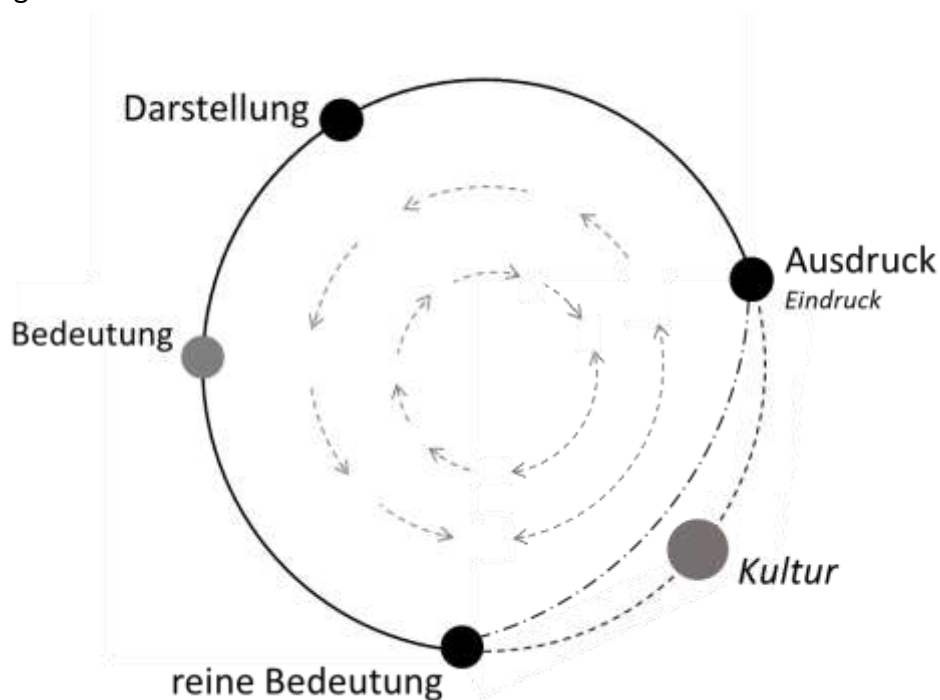 Darstellung
Ausdruck
Eindruck
Bedeutung
Kultur
reine Bedeutung